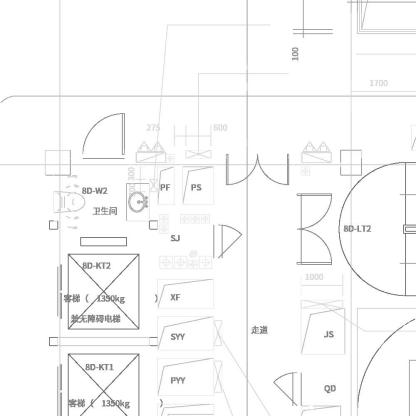 100
1700
275
600
300
PF
PS
8D-W2
卫生间
8D-LT2
SJ
8D-KT2
1000
客梯（ 1350kg ）
兼无障碍电梯
XF
走道
SYY
JS
8D-KT1
PYY
QD
客梯（ 1350kg ）